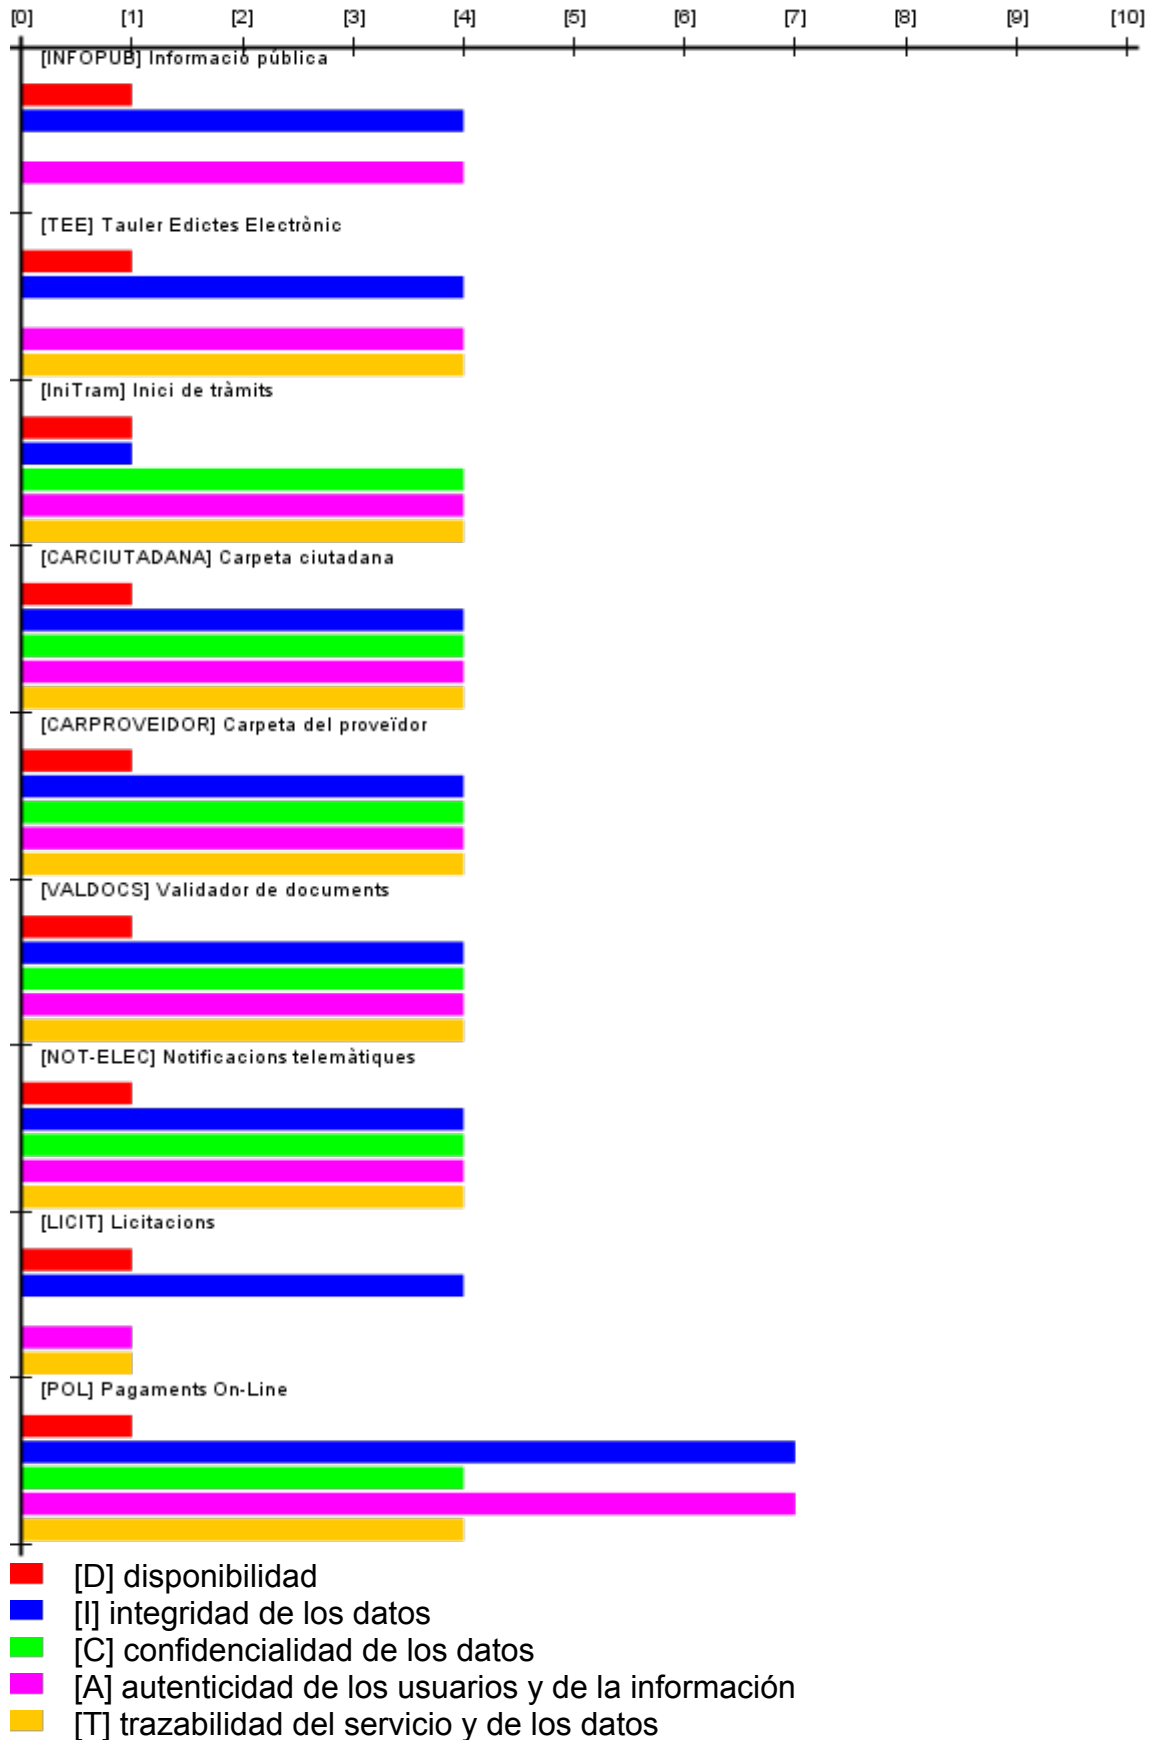 [0] [1] [2] [3] [4] [5] [6] [7] [8] [9] [10]
[INFOPUB] Informació pública
[TEE] Tauler Edictes Electrònic
[IniTram] Inici de tràmits
[CARCIUTADANA] Carpeta ciutadana
[CARPROVEIDOR] Carpeta del proveïdor
[VALDOCS] Validador de documents
[NOT-ELEC] Notificacions telemàtiques
[LICIT] Licitacions
[POL] Pagaments On-Line
[D] disponibilidad
[I] integridad de los datos
[C] confidencialidad de los datos
[A] autenticidad de los usuarios y de la información
[T] trazabilidad del servicio y de los datos